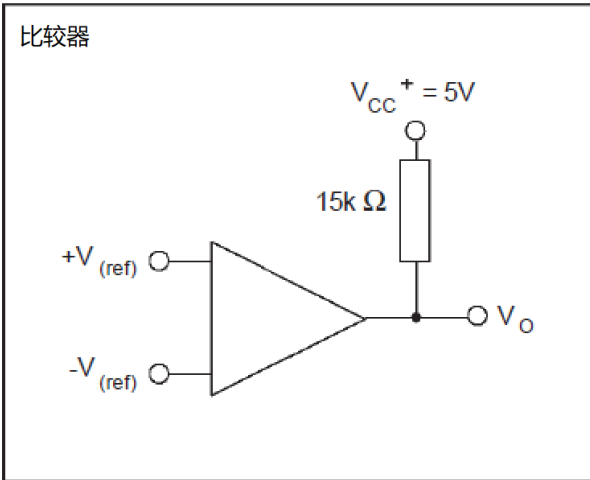 比较器
VCC+ = 5V
15k Ω
+V(ref)
VO
-V(ref)